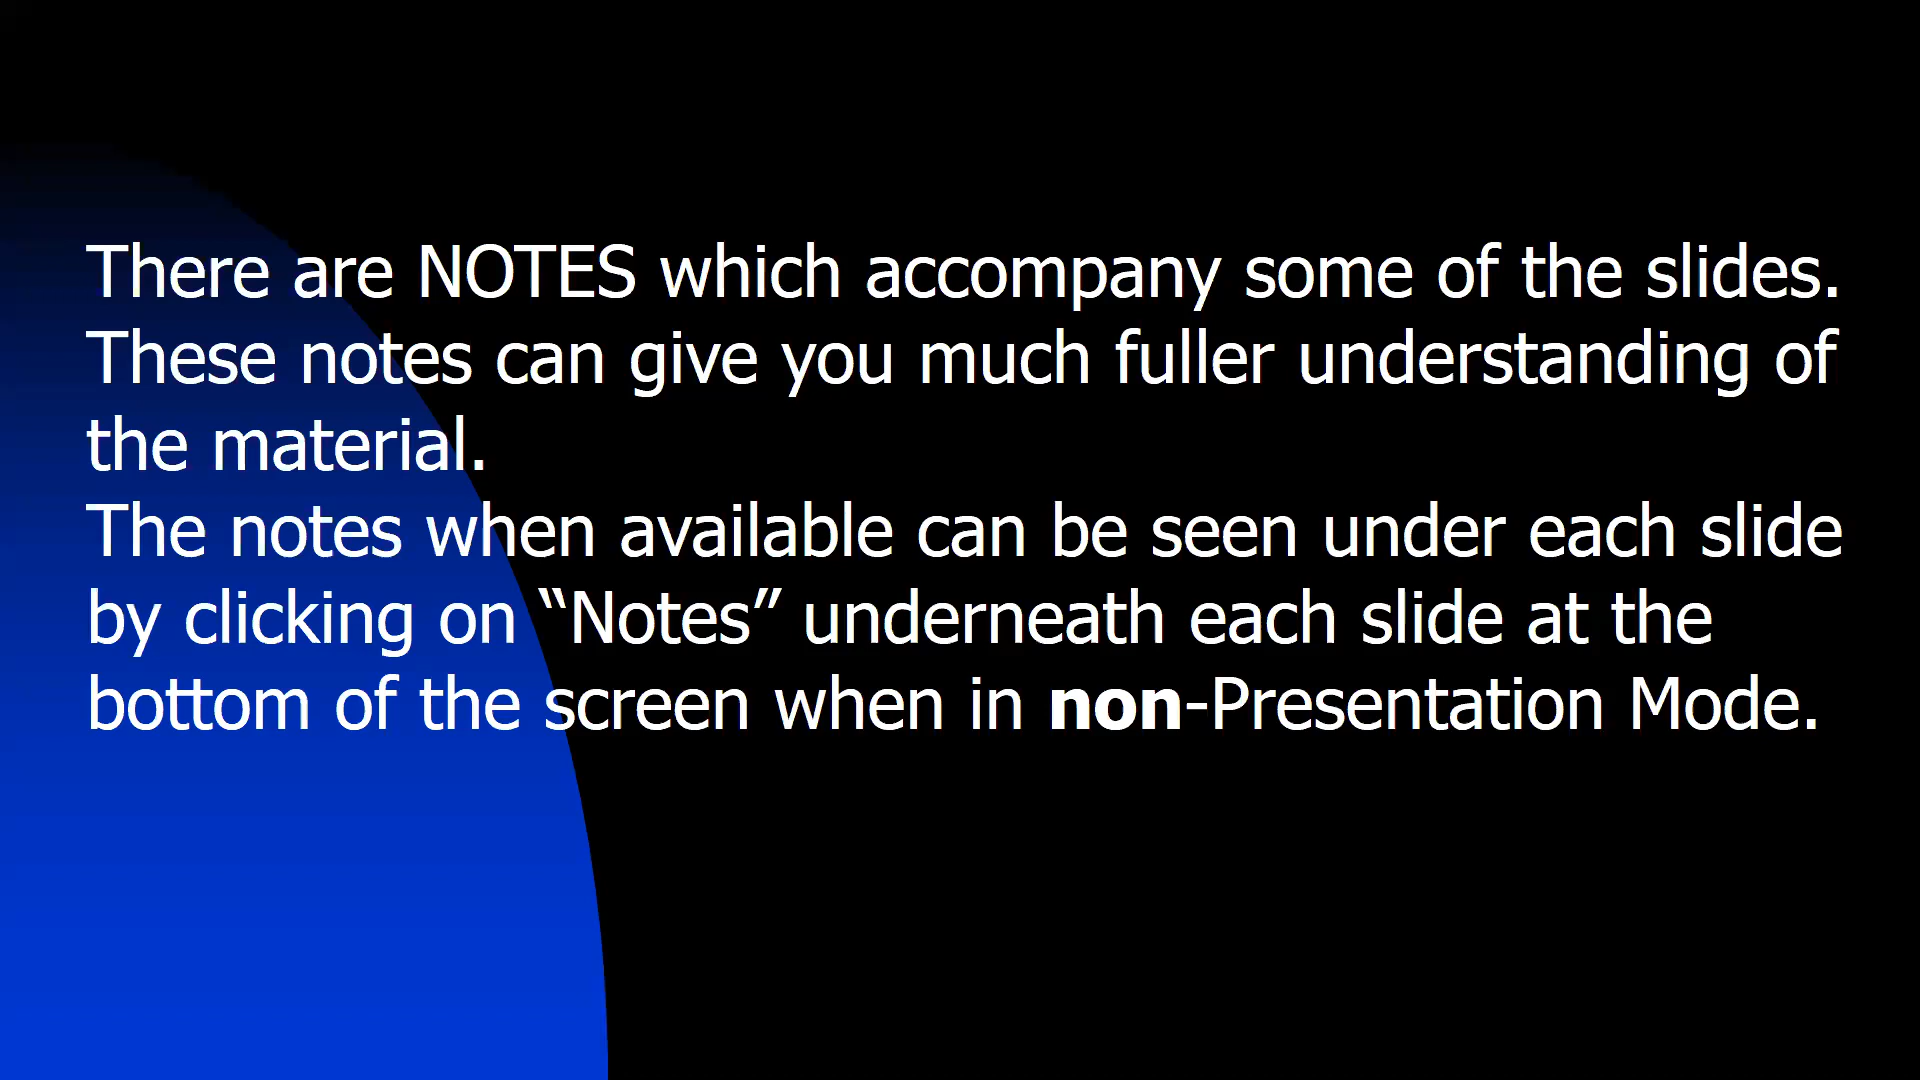 There are NOTES which accompany some of the slides.
These notes can give you much fuller understanding of
the material.
The notes when available can be seen under each slide
by clicking on “Notes” underneath each slide at the
bottom of the screen when in non-Presentation Mode.